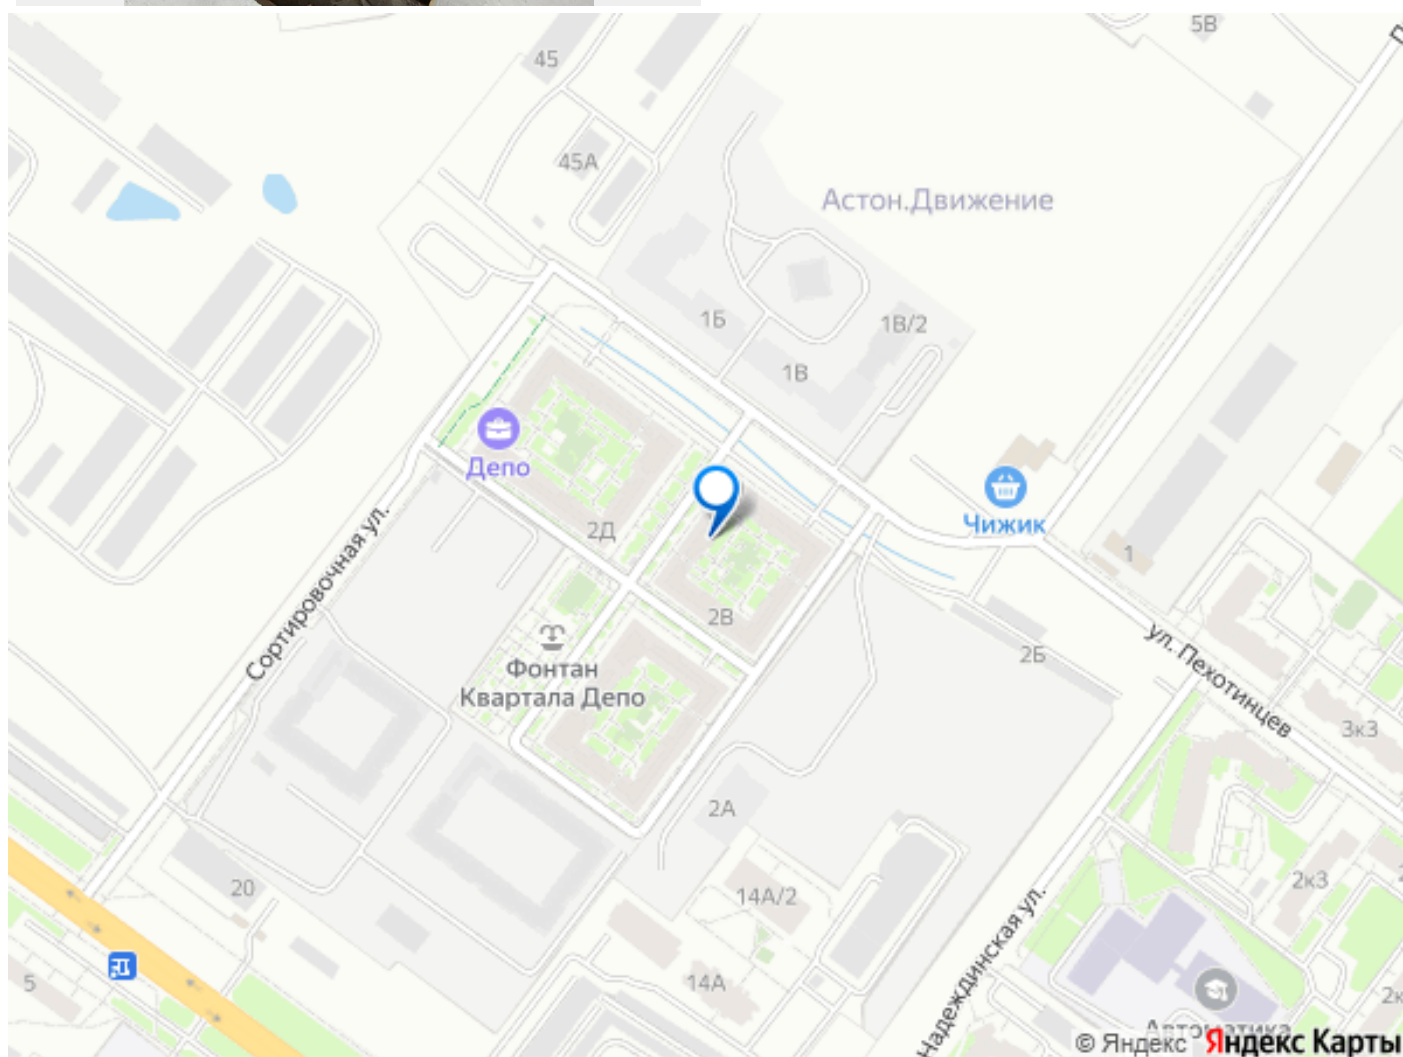 5В
45
45А
Астон.Движение
1Б
1В/2
1В
Депо
Чижик
2Д
1
2В
2Б
Фонтан
Квартала Депо
Сортировочная ул.
ул. Пехотинцев
3к3
2А
20
14А/2
2к3
14А
5
Надеждинская ул.
Автоматика
© Яндекс Яндекс Карты